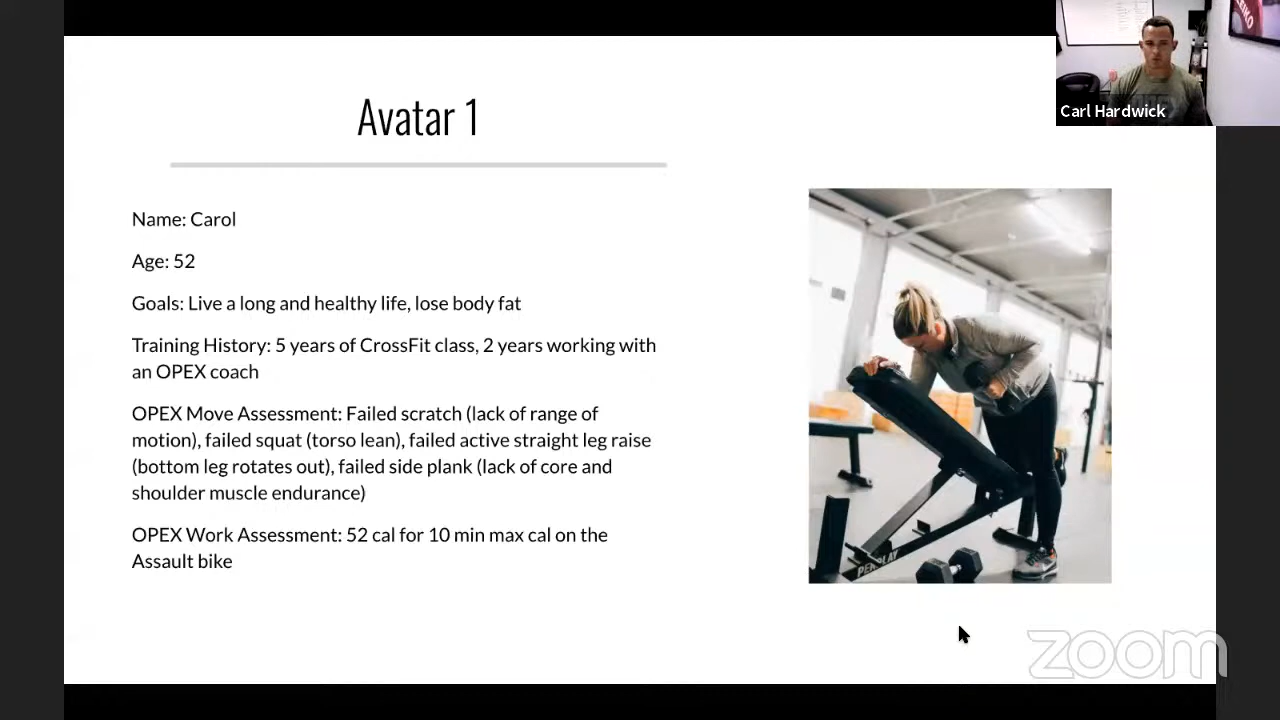 Carl Hardwick
Avatar 1
Name: Carol
Age: 52
Goals: Live a long and healthy life, lose body fat
Training History: 5 years of CrossFit class, 2 years working with
an OPEX coach
OPEX Move Assessment: Failed scratch (lack of range of
motion), failed squat (torso lean), failed active straight leg raise
(bottom leg rotates out), failed side plank (lack of core and
shoulder muscle endurance)
OPEX Work Assessment: 52 cal for 10 min max cal on the
Assault bike
zoom